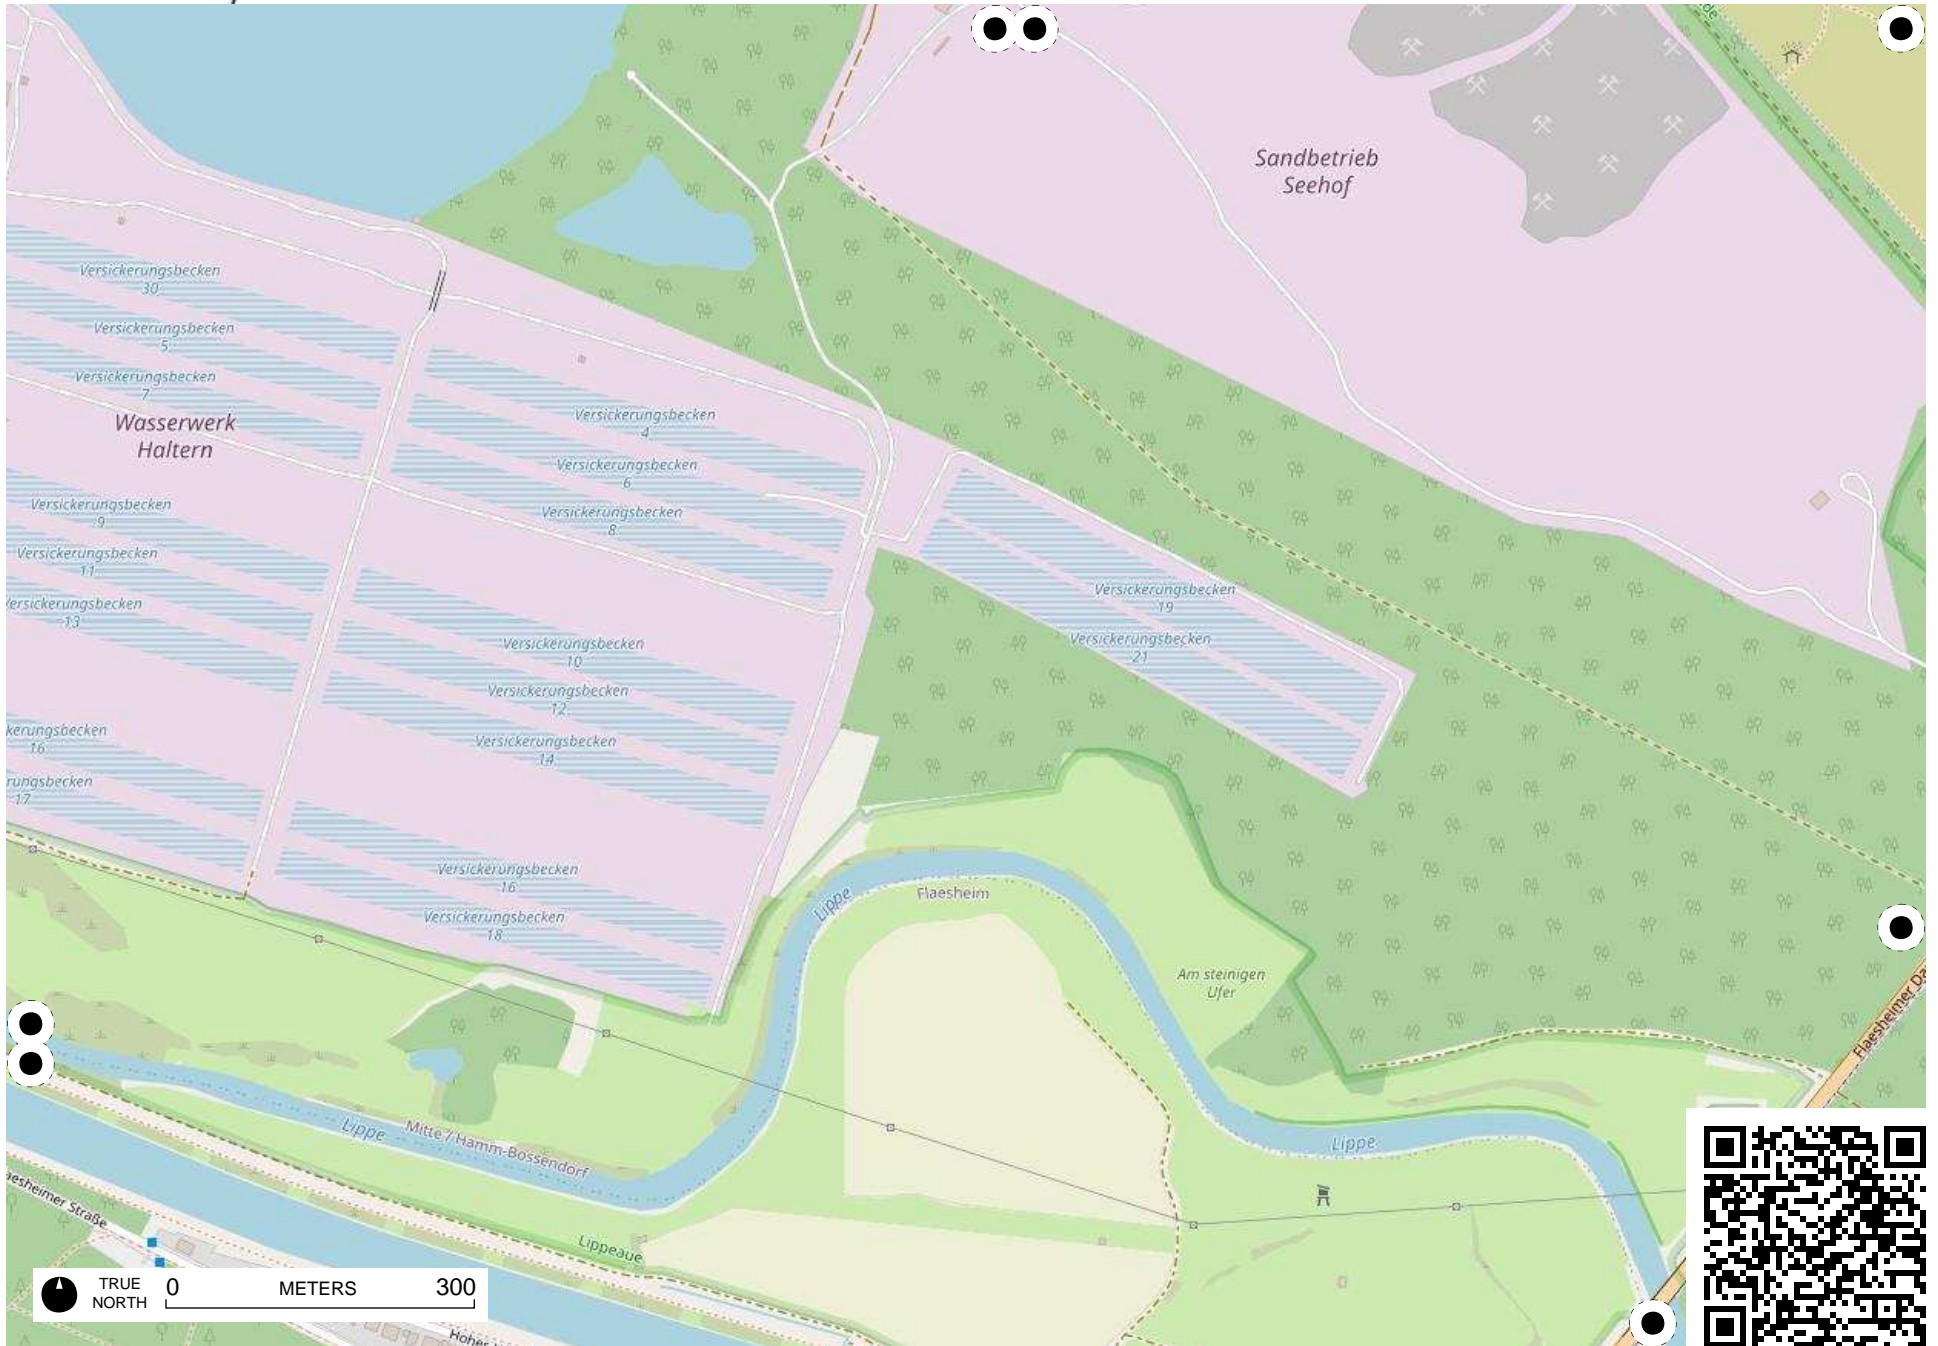 Sandbetrieb
Seehof
Versickerungsbecken
30
Versickerungsbecken
5
Versickerungsbecken
7
Wasserwerk
Haltern
Versickerungsbecken
4
Versickerungsbecken
6
Versickerungsbecken
8
Versickerungsbecken
9
Versickerungsbecken
11
Versickerungsbecken
13
Versickerungsbecken
19
Versickerungsbecken
21
Versickerungsbecken
10
Versickerungsbecken
12
Versickerungsbecken
14
kerungsbecken
16
rungsbecken
17
Versickerungsbecken
16
Versickerungsbecken
18
Lippe
Flaesheim
Am steinigen
Ufer
Flaesheimer Da
Lippe
Mitte / Hamm-Bossendorf
Lippe
aesheimer Straße
Lippeaue
TRUE
NORTH
0 METERS 300
Hoher